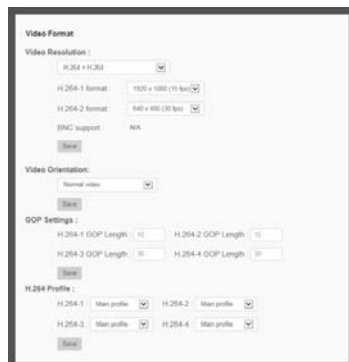 Video Format
Video Resolution :
H.264 + H.264
H.264-1 format : 1920 x 1080 (15 fps)
H.264-2 format : 640 x 480 (30 fps)
BNC support : N/A
Save
Video Orientation:
Normal video
Save
GOP Settings :
H.264-1 GOP Length : H.264-2 GOP Length :
H.264-3 GOP Length : 30 H.264-4 GOP Length : 30
Save
H.264 Profile :
H.264-1 : Main profile H.264-2 : Main profile
H.264-3 : Main profile H.264-4 : Main profile
Save